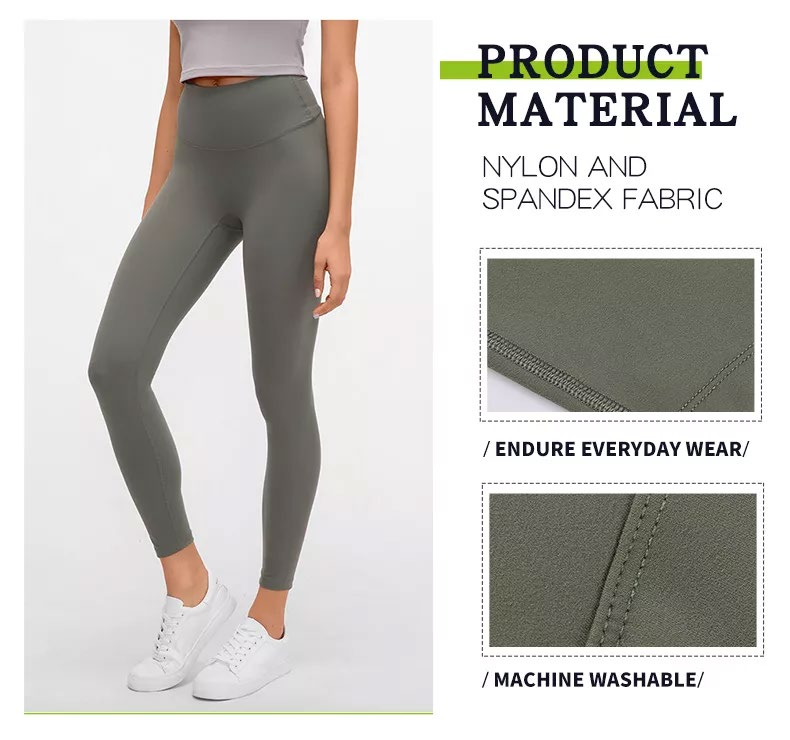 PRODUCT
MATERIAL
NYLON AND
SPANDEX FABRIC
/ ENDURE EVERYDAY WEAR/
/ MACHINE WASHABLE/